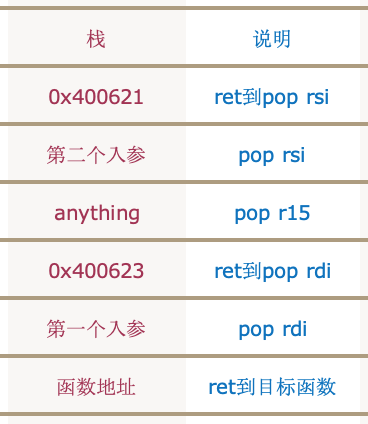 栈 说明
0x400621 ret到pop rsi
第二个入参 pop rsi
anything pop r15
0x400623 ret到pop rdi
第一个入参 pop rdi
函数地址 ret到目标函数